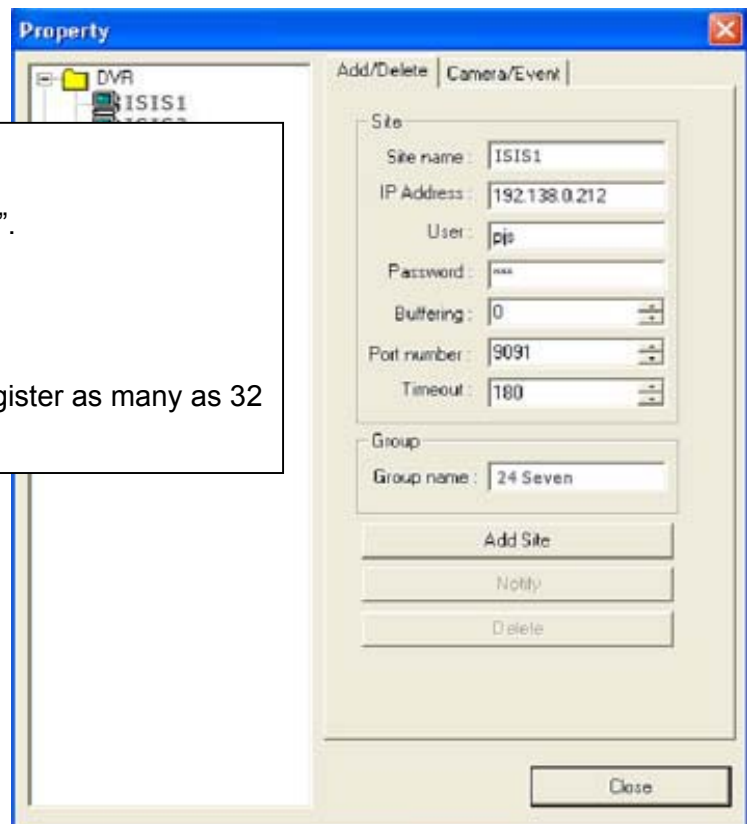 Property
DVR
ISIS1
Add/Delete
Camera/Event
Site
Site name : ISIS1
IP Address : 192.138.0.212
User : pjs
Password : ***
Buffering : 0
Port number : 9091
Timeout : 180
Group
Group name : 24 Seven
Add Site
Notify
Delete
Close
”.
gister as many as 32